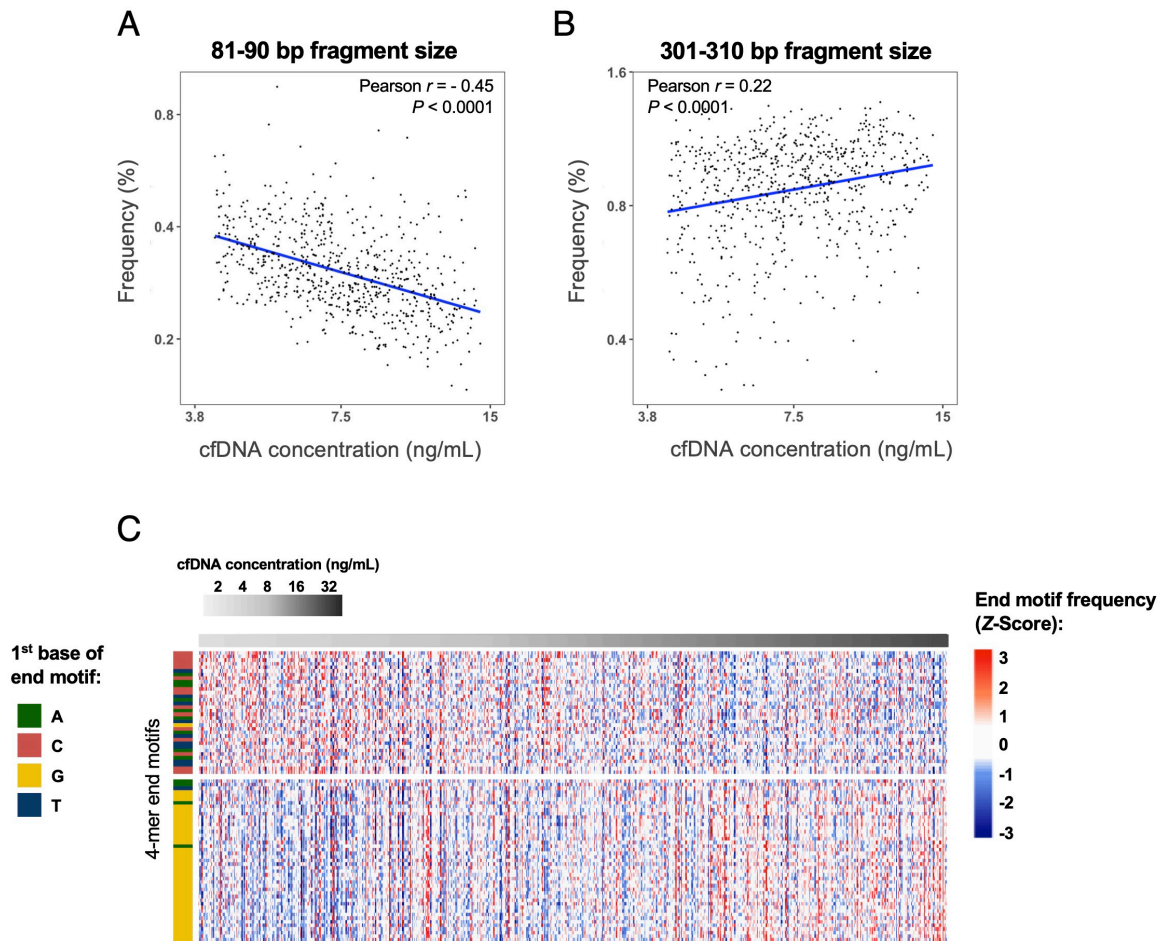 A
81-90 bp fragment size
Pearson r = - 0.45
P < 0.0001
0.8
0.4
0.2
Frequency (%)
3.8 7.5 15
cfDNA concentration (ng/mL)
B
301-310 bp fragment size
Pearson r = 0.22
P < 0.0001
1.6
0.8
0.4
Frequency (%)
3.8 7.5 15
cfDNA concentration (ng/mL)
C
cfDNA concentration (ng/mL)
2 4 8 16 32
1st base of
end motif:
A
C
G
T
4-mer end motifs
End motif frequency
(Z-Score):
3
2
1
0
-1
-2
-3